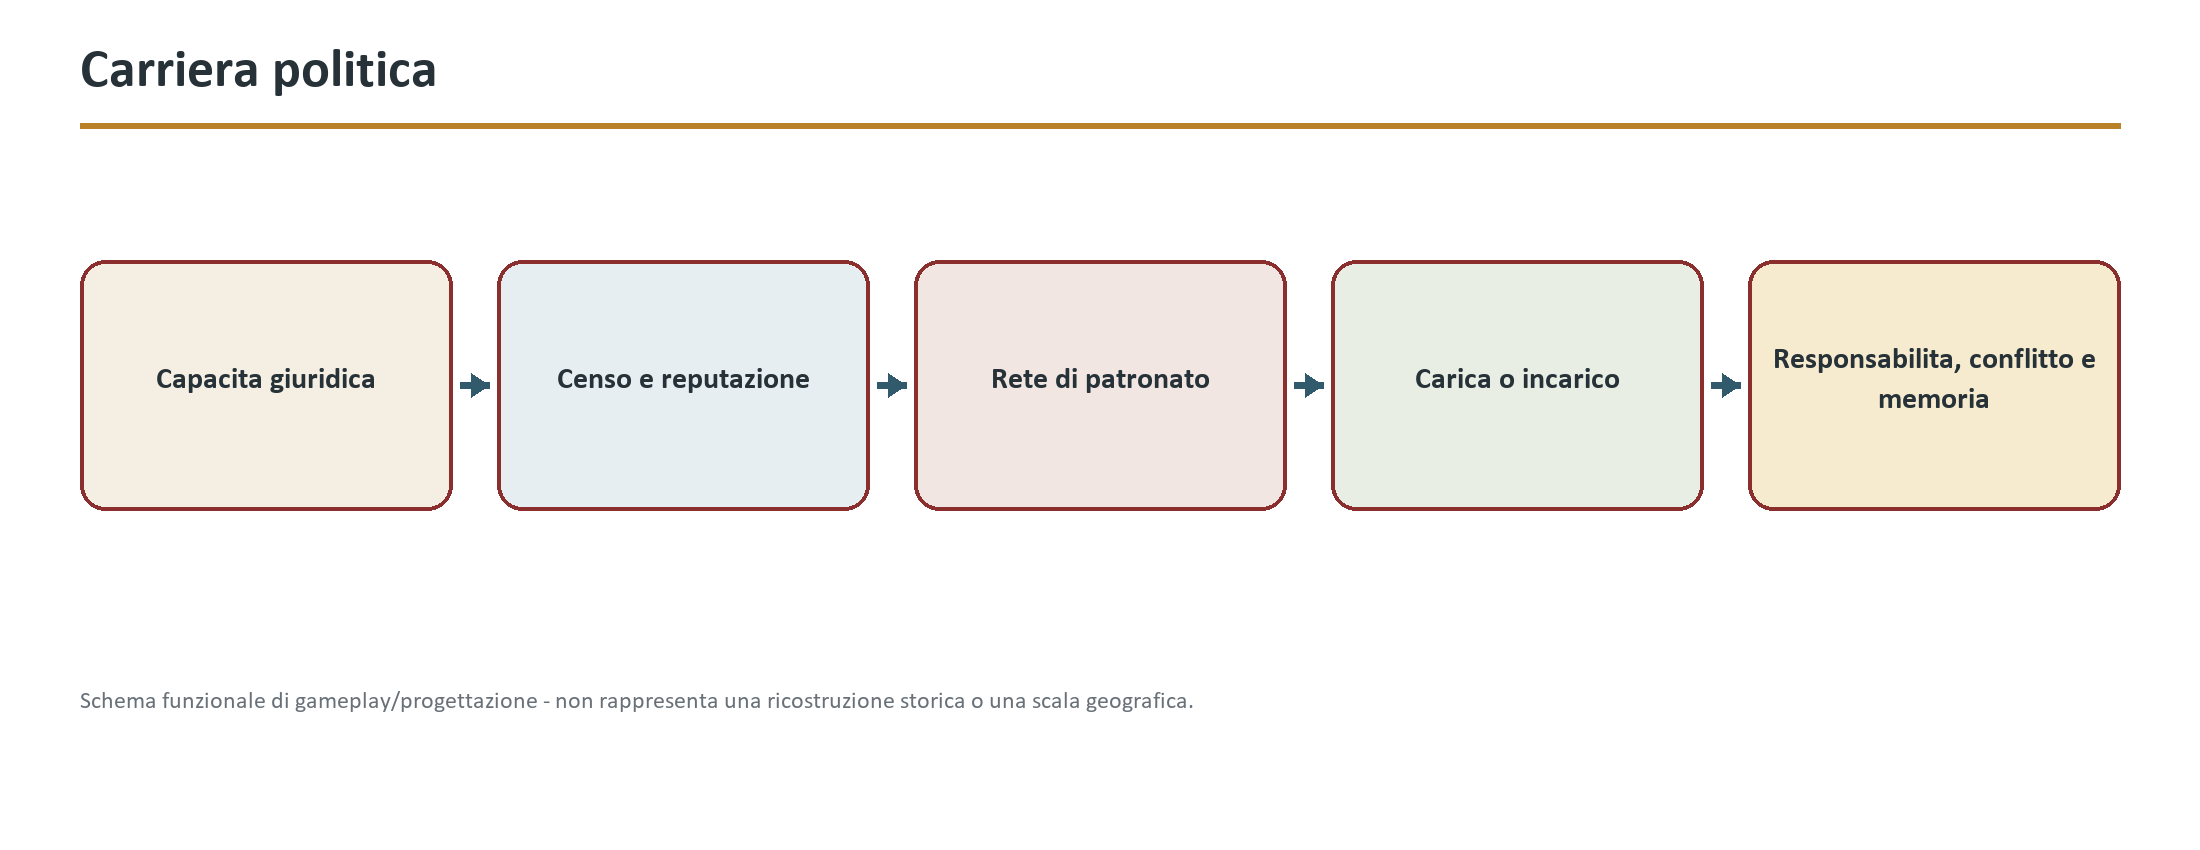 Carriera politica
Capacita giuridica
Censo e reputazione
Rete di patronato
Carica o incarico
Responsabilita, conflitto e
memoria
Schema funzionale di gameplay/progettazione - non rappresenta una ricostruzione storica o una scala geografica.